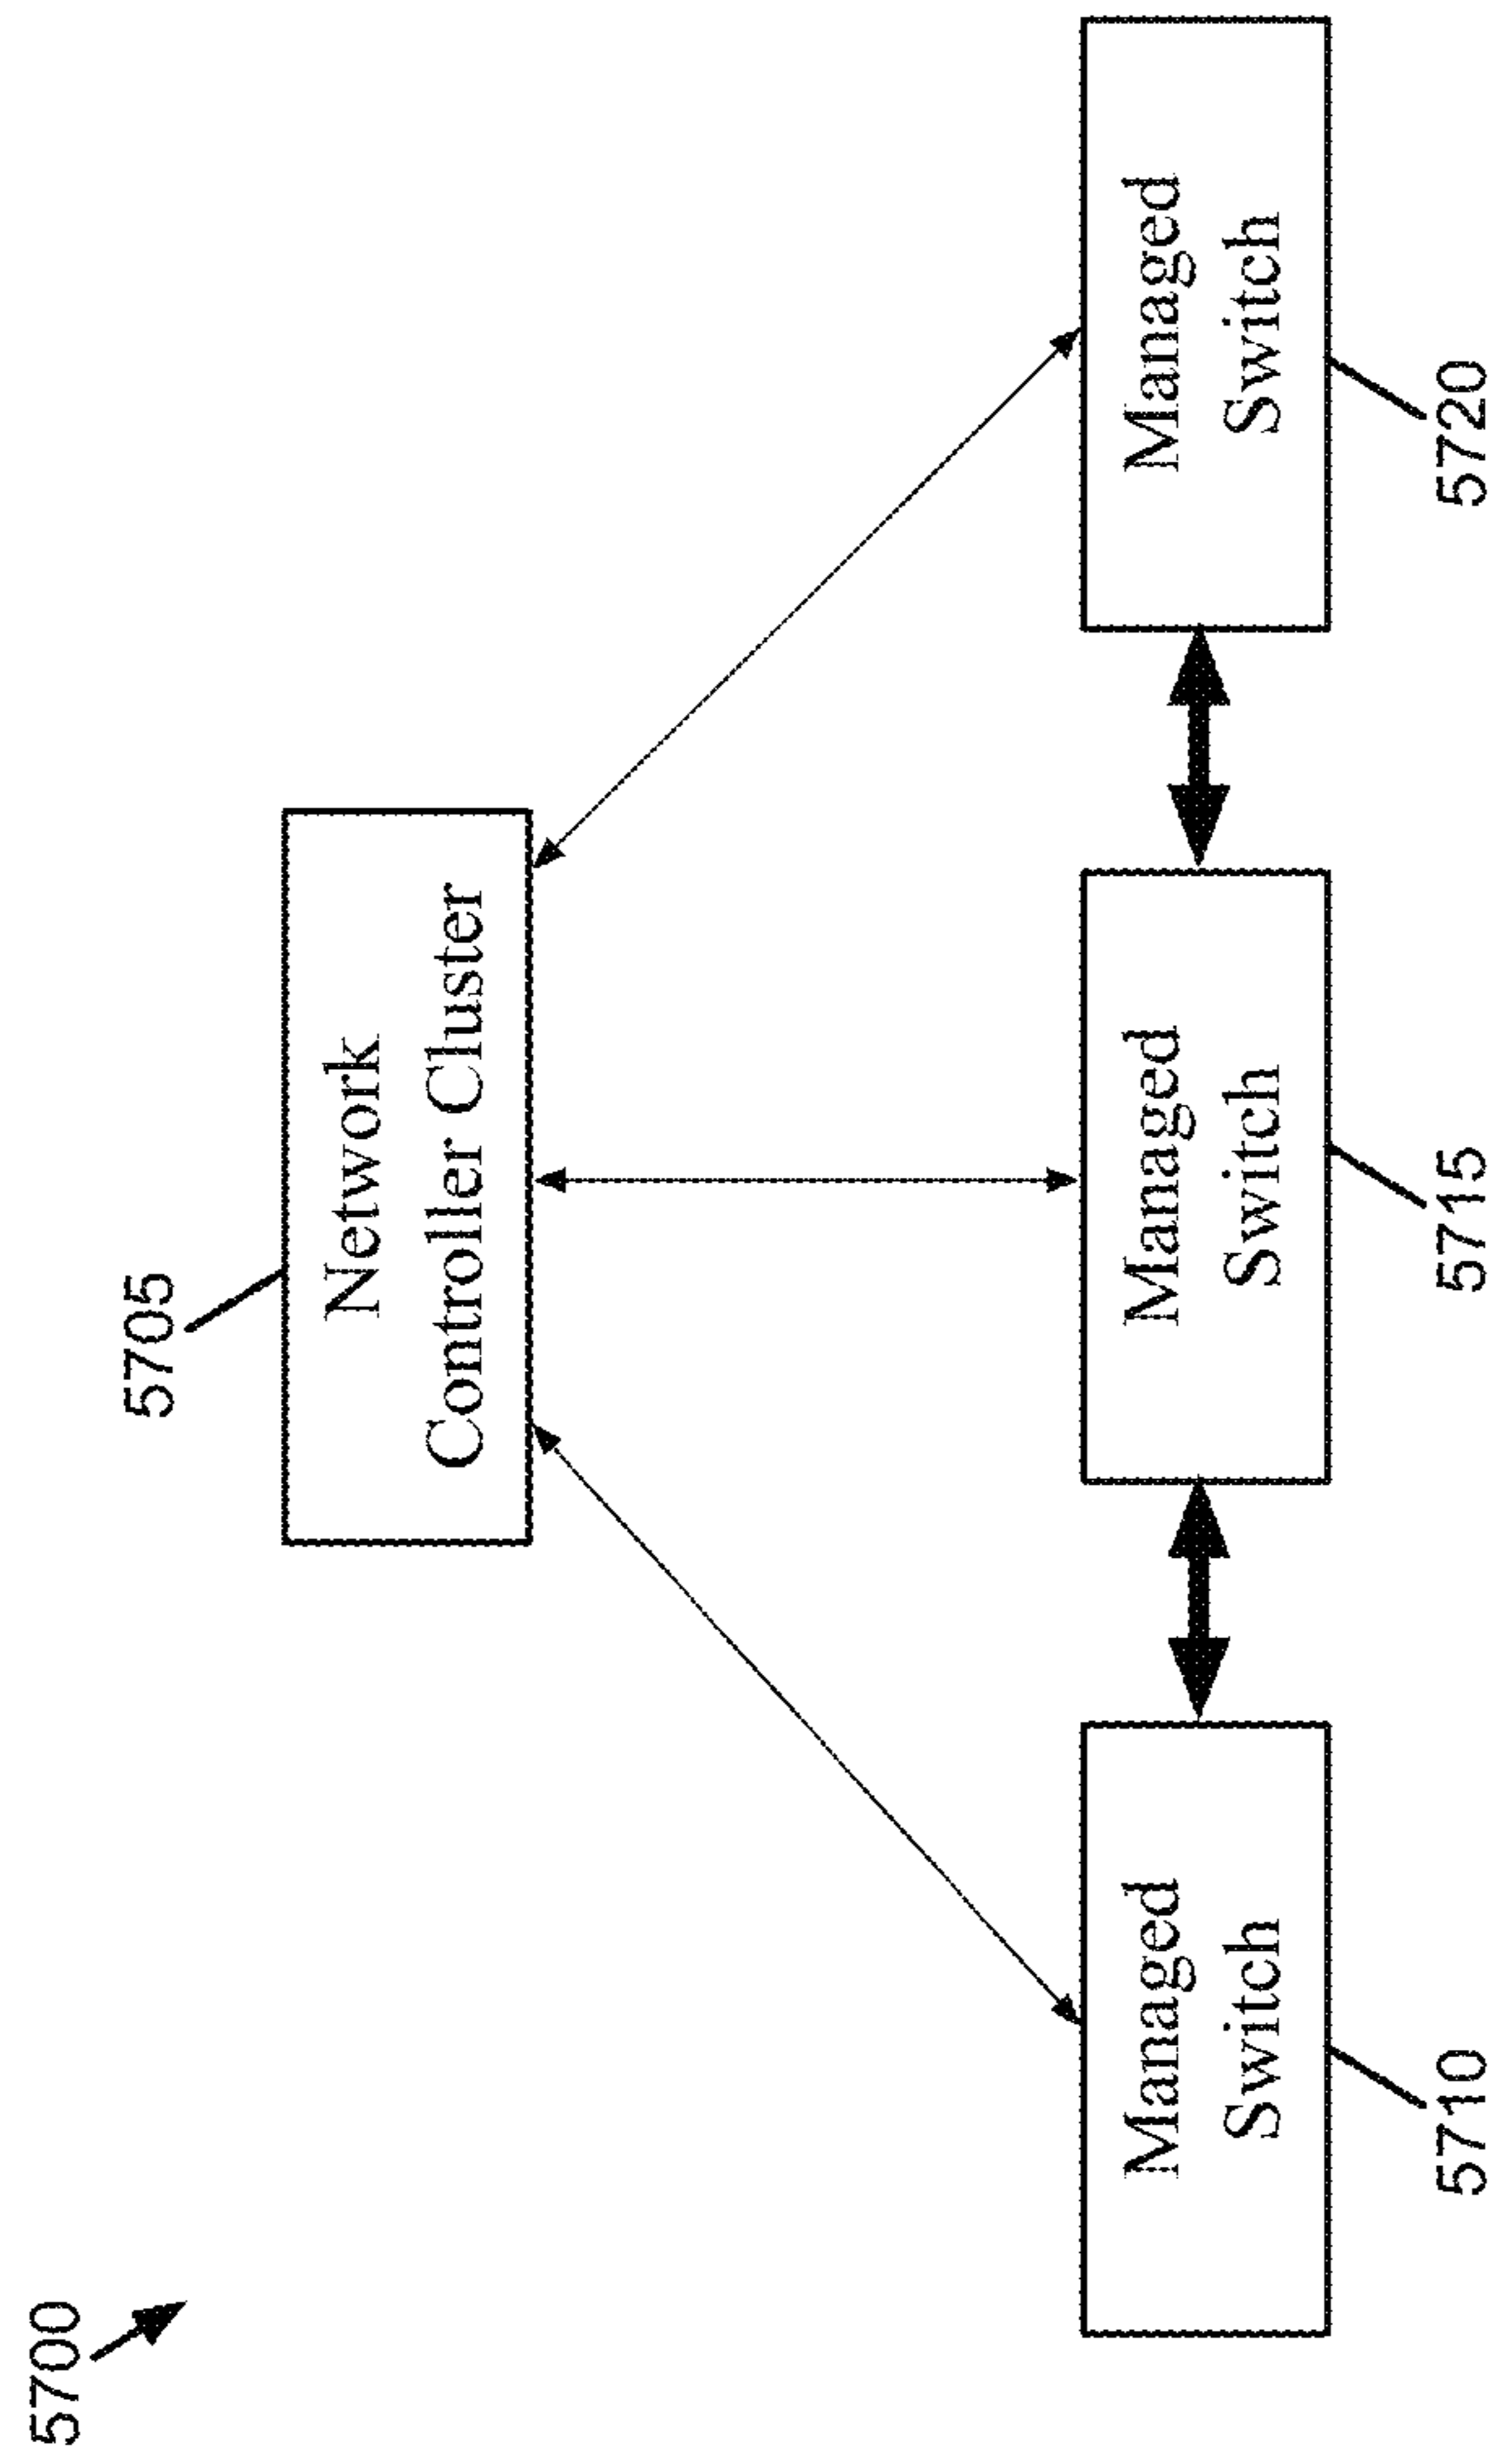 5700
5705
Network
Controller Cluster
Managed
Switch
Managed
Switch
Managed
Switch
5710
5715
5720